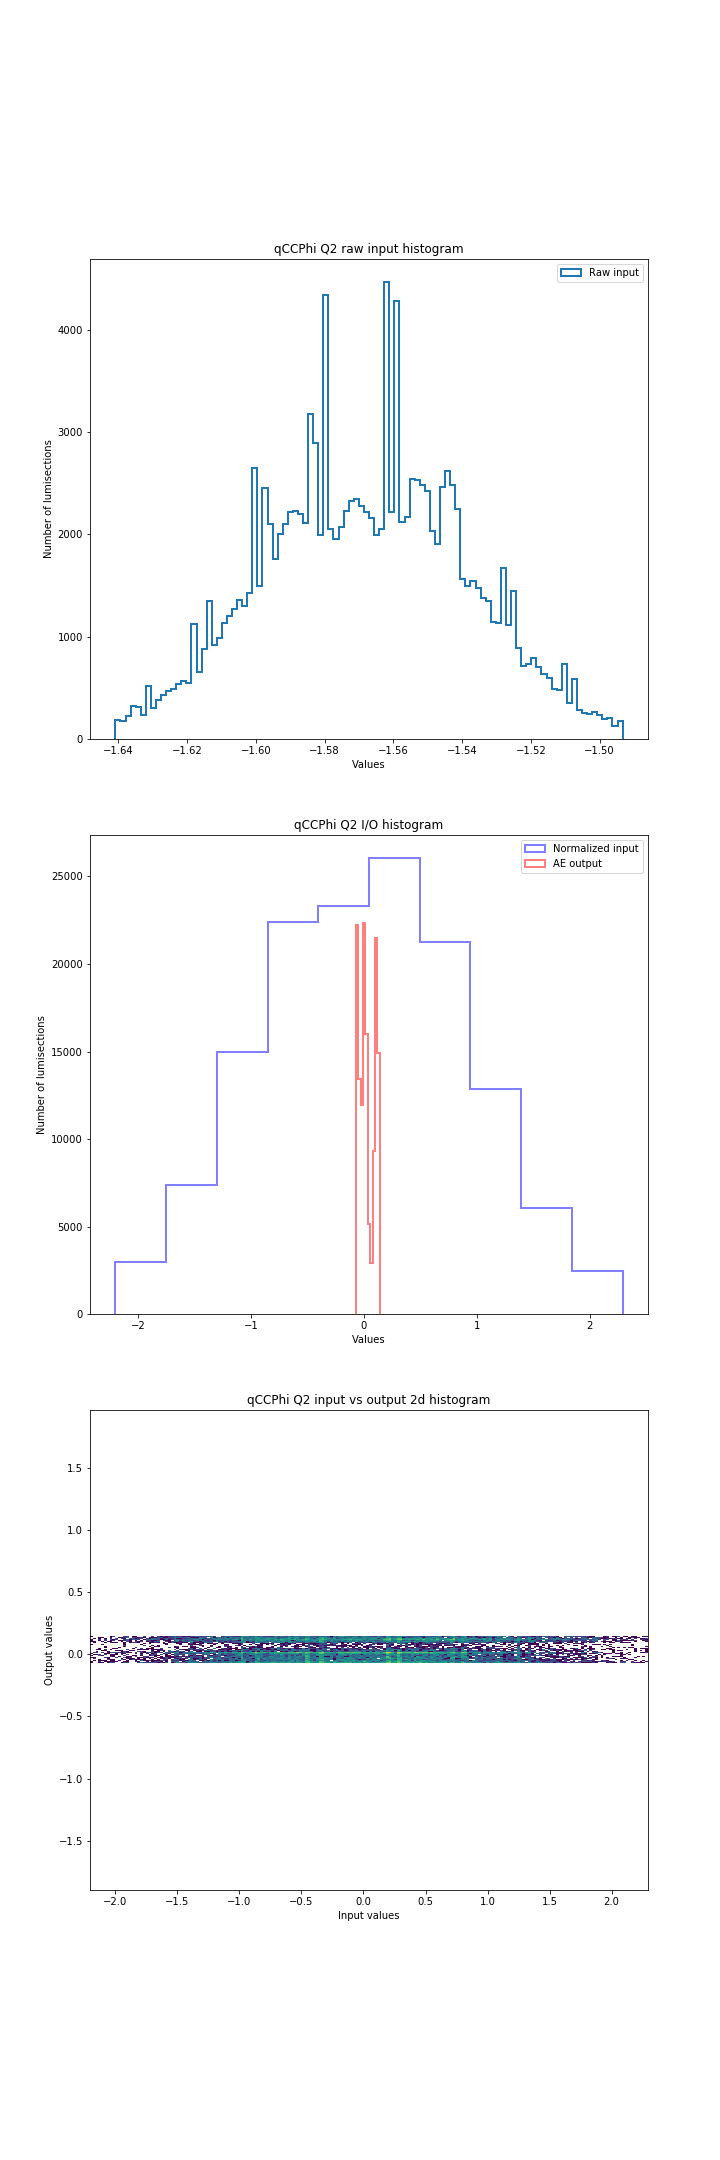 qCCPhi Q2 raw input histogram
Raw input
4000
3000
2000
1000
0
Number of lumisections
−1.64 −1.62 −1.60 −1.58 −1.56 −1.54 −1.52 −1.50
Values
qCCPhi Q2 I/O histogram
Normalized input
AE output
25000
20000
15000
10000
5000
0
Number of lumisections
−2 −1 0 1 2
Values
qCCPhi Q2 input vs output 2d histogram
1.5
1.0
0.5
0.0
−0.5
−1.0
−1.5
Output values
−2.0 −1.5 −1.0 −0.5 0.0 0.5 1.0 1.5 2.0
Input values